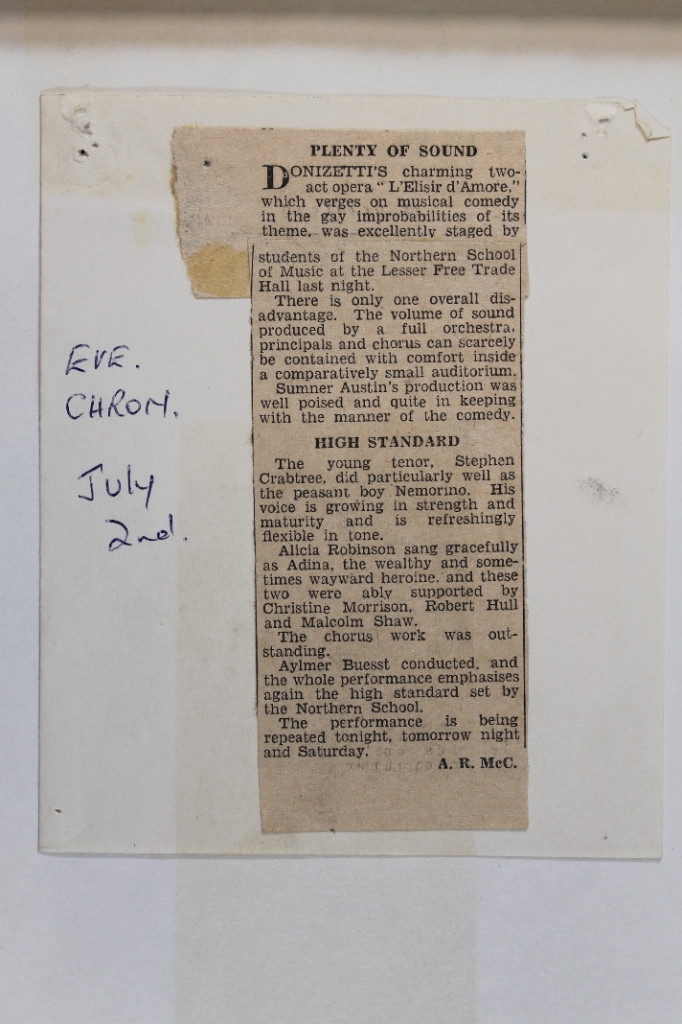 PLENTY OF SOUND
DONIZETTI'S charming two-
act opera "L'Elisir d'Amore,"
which verges on musical comedy
in the gay improbabilities of its
theme, was excellently staged by
students of the Northern School
of Music at the Lesser Free Trade
Hall last night.
There is only one overall dis-
advantage. The volume of sound
produced by a full orchestra,
principals and chorus can scarcely
be contained with comfort inside
a comparatively small auditorium.
Sumner Austin's production was
well poised and quite in keeping
with the manner of the comedy.
HIGH STANDARD
The young tenor, Stephen
Crabtree, did particularly well as
the peasant boy Nemorino. His
voice is growing in strength and
maturity and is refreshingly
flexible in tone.
Alicia Robinson sang gracefully
as Adina, the wealthy and some-
times wayward heroine, and these
two were ably supported by
Christine Morrison, Robert Hull
and Malcolm Shaw.
The chorus work was out-
standing.
Aylmer Buesst conducted, and
the whole performance emphasises
again the high standard set by
the Northern School.
The performance is being
repeated tonight, tomorrow night
and Saturday.
A. R. McC.
EVE.
CHRON.
July
2nd.